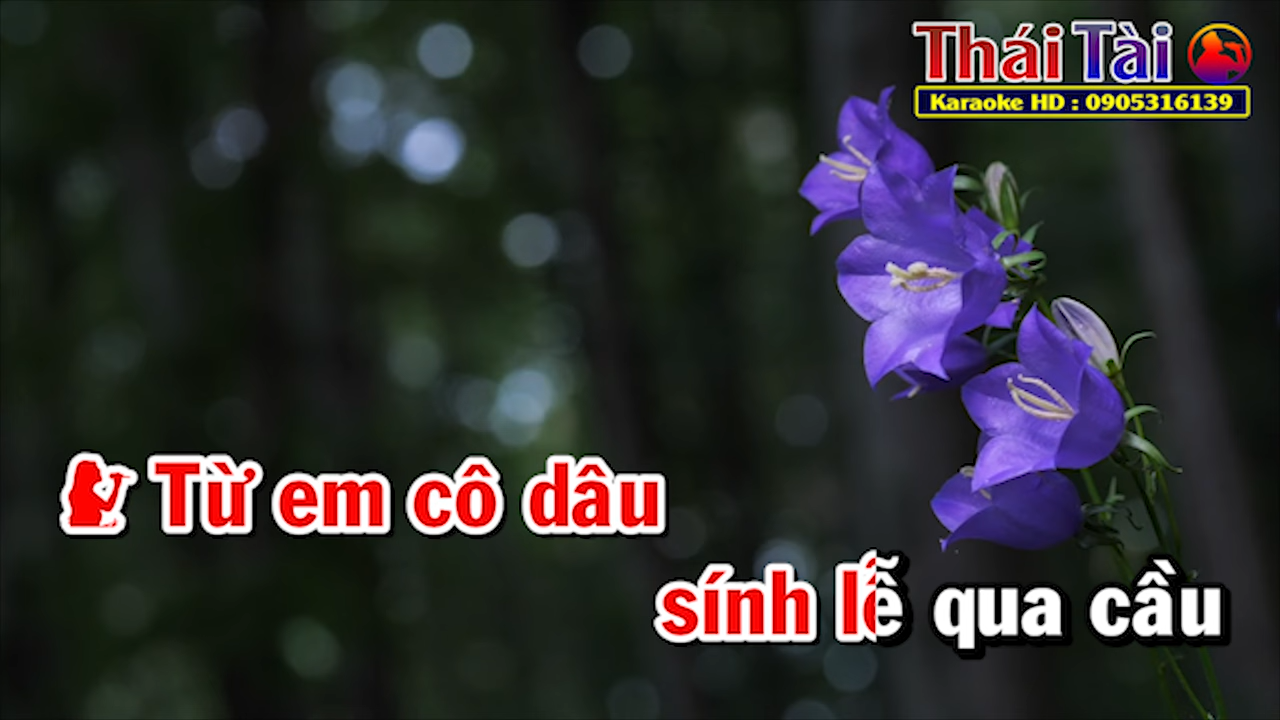 Thái Tài
Karaoke HD : 0905316139
Từ em cô dâu
sính lễ qua cầu